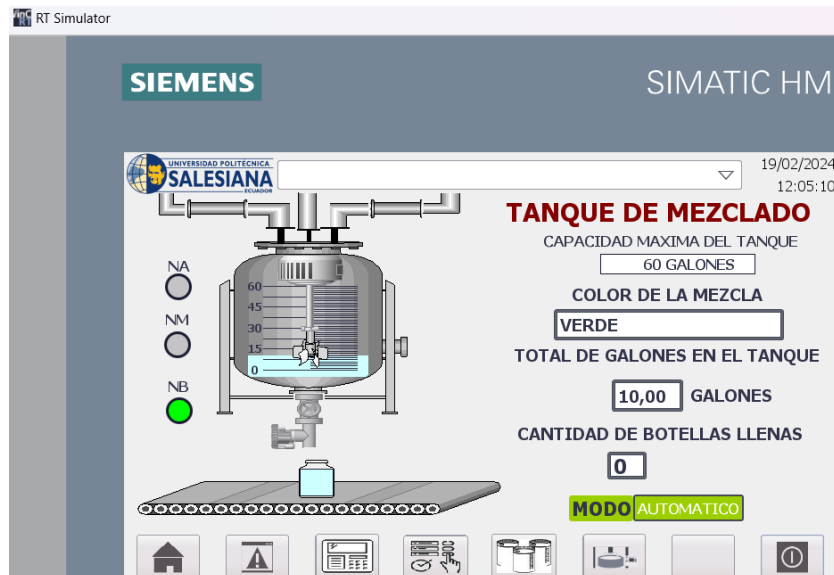 RT Simulator
SIEMENS
SIMATIC HM
UNIVERSIDAD POLITÉCNICA
SALESIANA
ECUADOR
19/02/2024
12:05:10
TANQUE DE MEZCLADO
CAPACIDAD MAXIMA DEL TANQUE
60 GALONES
NA
60
45
30
15
0
NM
NB
COLOR DE LA MEZCLA
VERDE
TOTAL DE GALONES EN EL TANQUE
10,00 GALONES
CANTIDAD DE BOTELLAS LLENAS
0
MODO AUTOMATICO